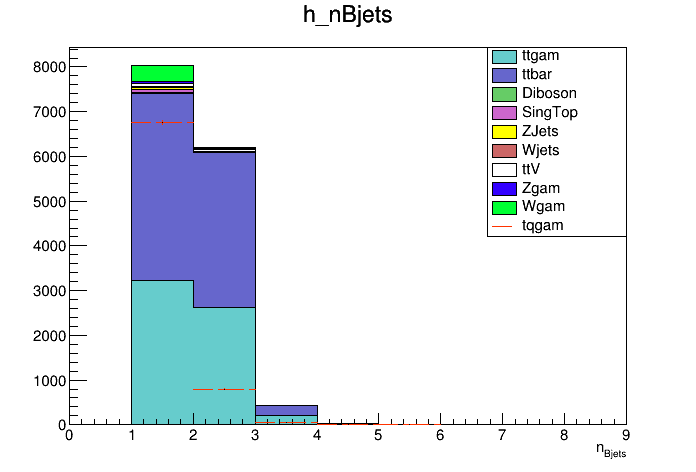 h_nBjets
8000
7000
6000
5000
4000
3000
2000
1000
0
0 1 2 3 4 5 6 7 8 9
nBjets
ttgam
ttbar
Diboson
SingTop
ZJets
Wjets
ttV
Zgam
Wgam
tqgam